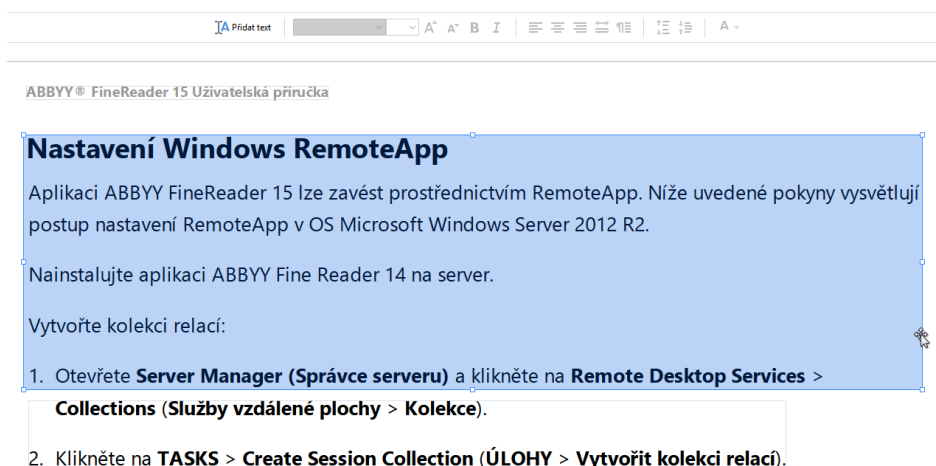 Přidat text
ABBYY® FineReader 15 Uživatelská příručka
Nastavení Windows RemoteApp
Aplikaci ABBYY FineReader 15 lze zavést prostřednictvím RemoteApp. Níže uvedené pokyny vysvětlují
postup nastavení RemoteApp v OS Microsoft Windows Server 2012 R2.
Nainstalujte aplikaci ABBYY Fine Reader 14 na server.
Vytvořte kolekci relací:
1. Otevřete Server Manager (Správce serveru) a klikněte na Remote Desktop Services >
Collections (Služby vzdálené plochy > Kolekce).
2. Klikněte na TASKS > Create Session Collection (ÚLOHY > Vytvořit kolekci relací).